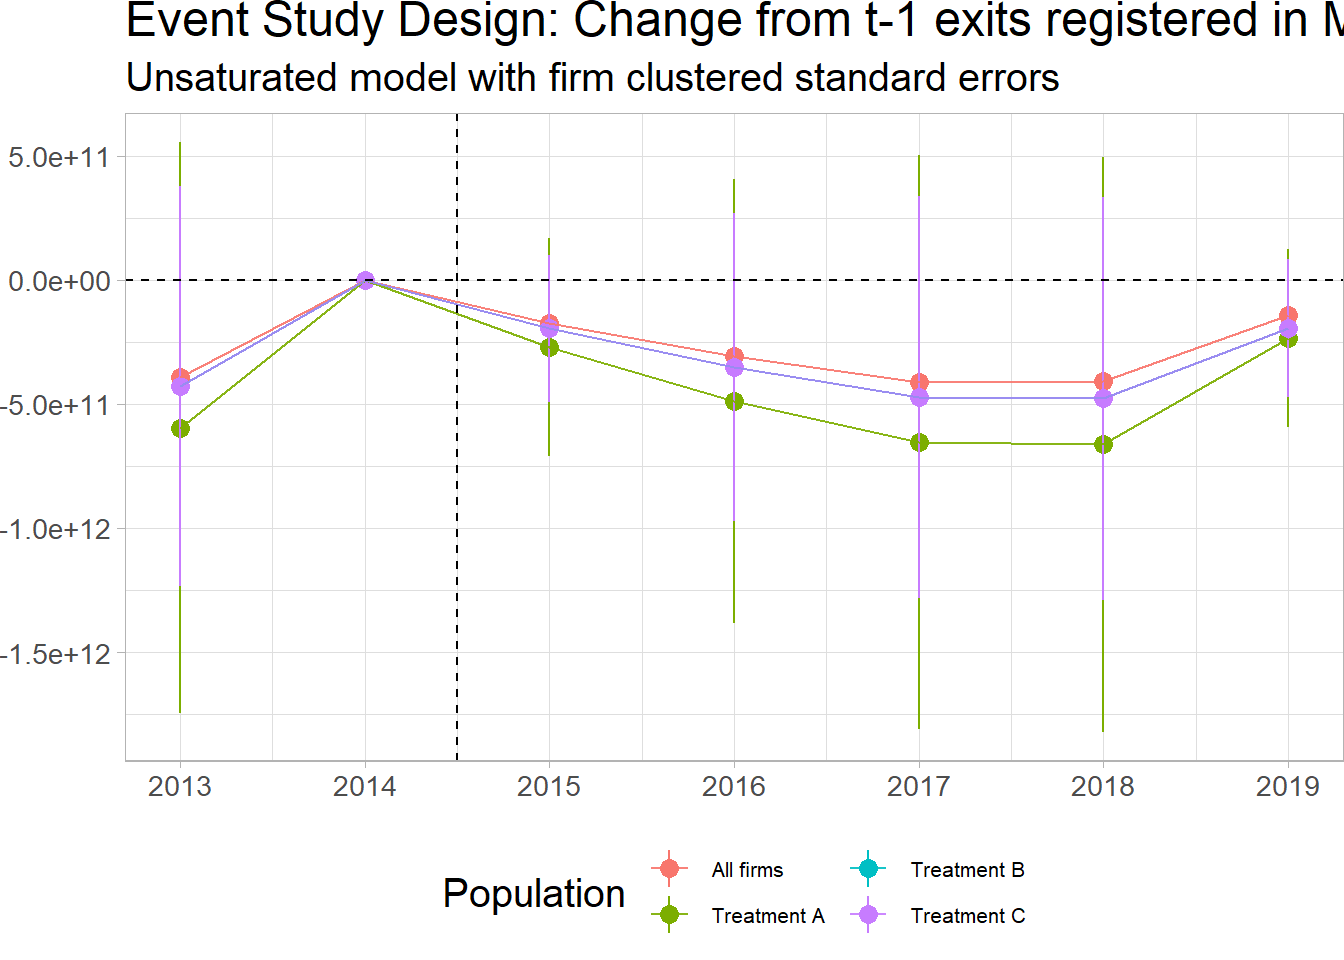 Event Study Design: Change from t-1 exits registered in M
Unsaturated model with firm clustered standard errors
5.0e+11
0.0e+00
-5.0e+11
-1.0e+12
-1.5e+12
2013 2014 2015 2016 2017 2018 2019
Population
All firms
Treatment A
Treatment B
Treatment C